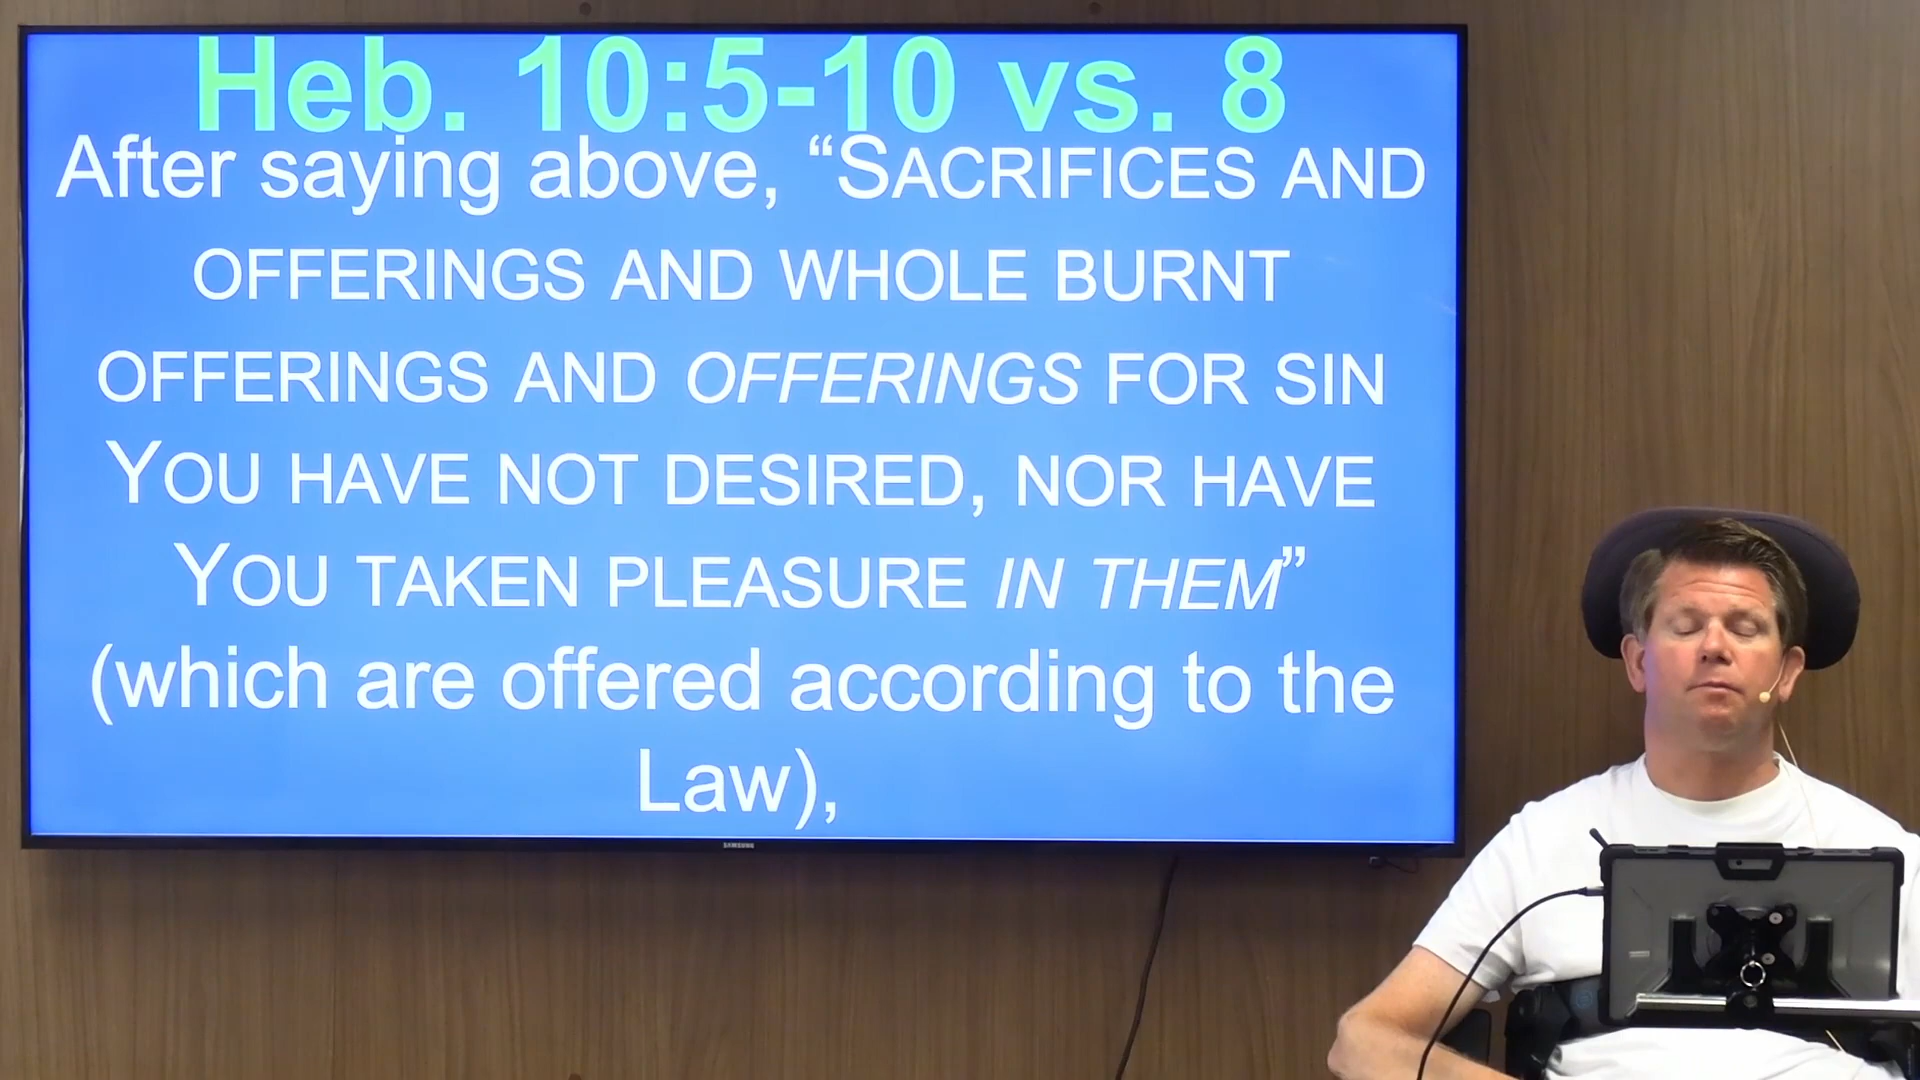 Heb. 10:5-10 vs. 8
After saying above, “SACRIFICES AND
OFFERINGS AND WHOLE BURNT
OFFERINGS AND OFFERINGS FOR SIN
YOU HAVE NOT DESIRED, NOR HAVE
YOU TAKEN PLEASURE IN THEM”
(which are offered according to the
Law),
SAMSUNG